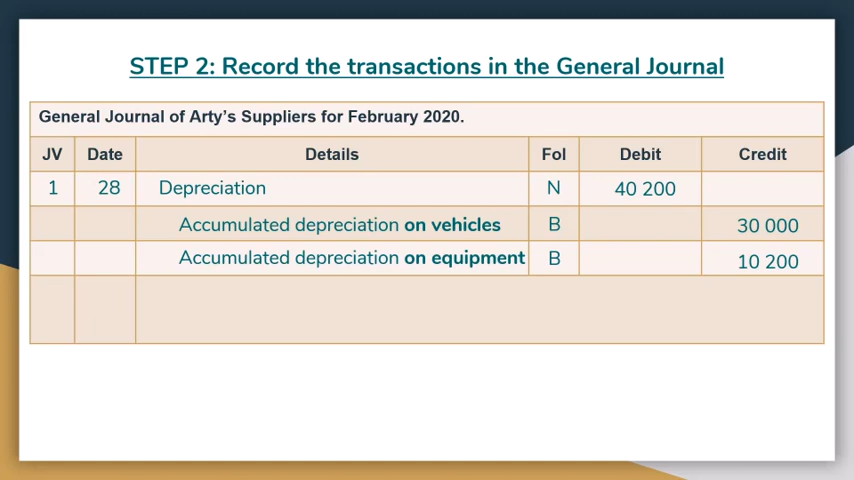 STEP 2: Record the transactions in the General Journal
General Journal of Arty's Suppliers for February 2020.
JV Date Details Fol Debit Credit
1 28 Depreciation N 40 200
Accumulated depreciation on vehicles B 30 000
Accumulated depreciation on equipment B 10 200